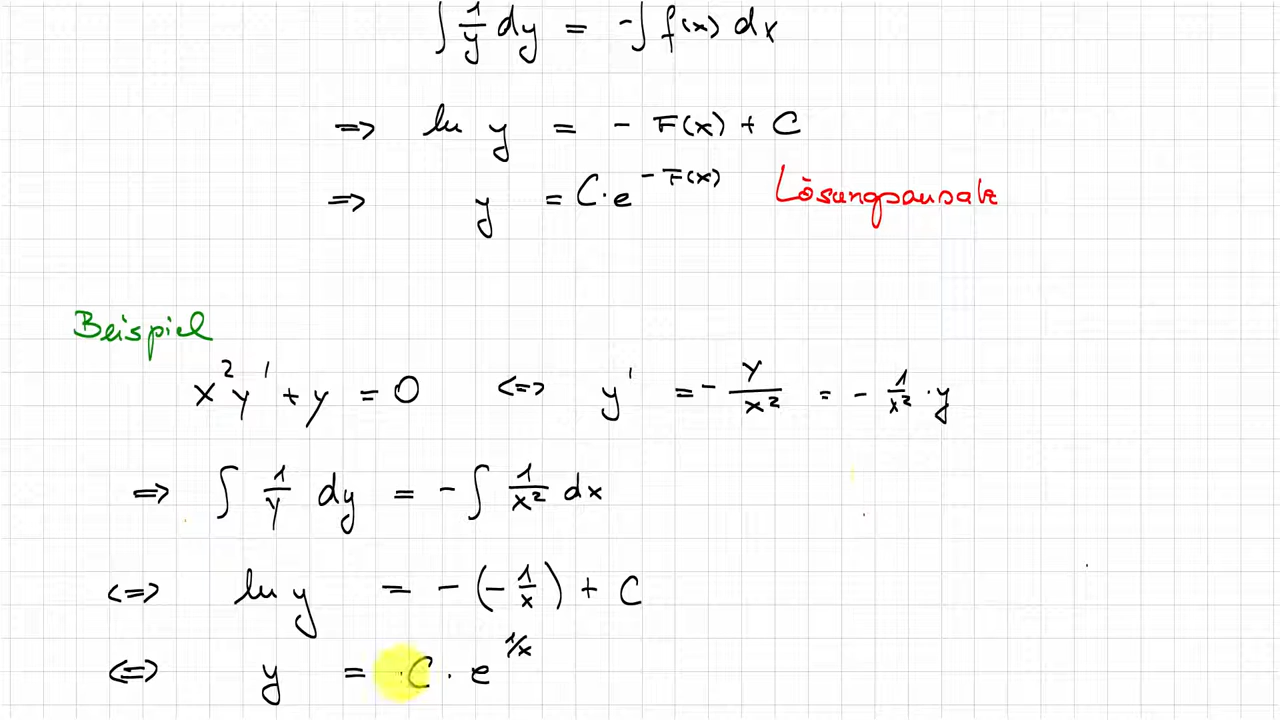 ∫ 1/y dy = -∫ f(x) dx
=> ln y = - F(x) + C
=> y = C · e^{-F(x)} Lösungsansatz
Beispiel
x² y' + y = 0 <=> y' = - y/x² = - 1/x² · y
=> ∫ 1/y dy = - ∫ 1/x² dx
<=> ln y = - (- 1/x) + C
<=> y = C · e^{1/x}